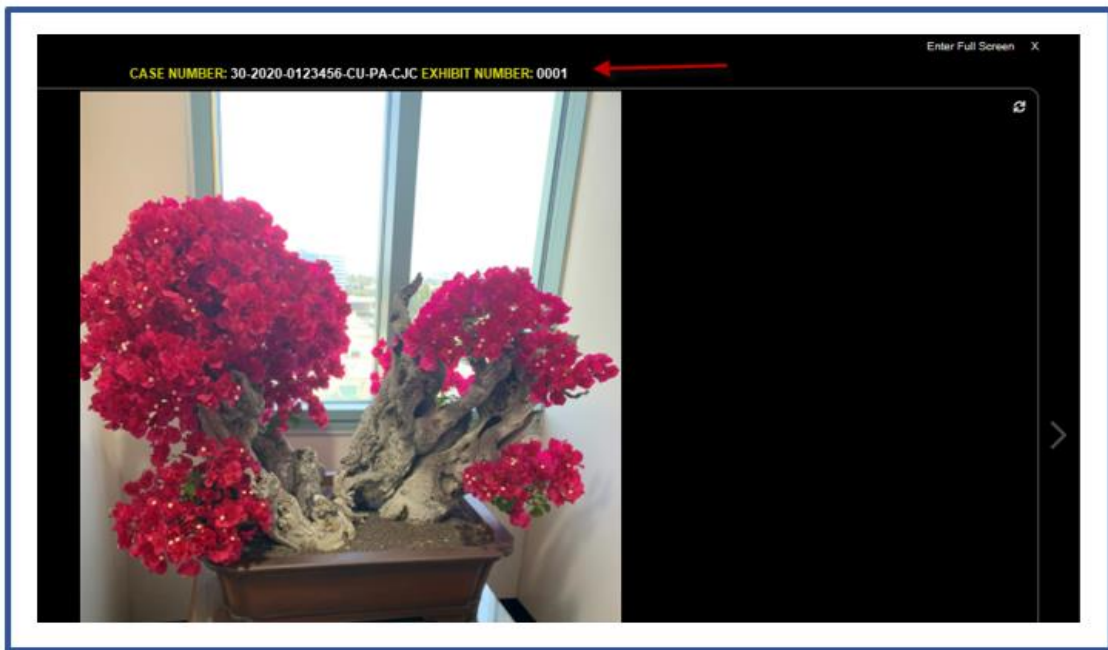 Enter Full Screen X
CASE NUMBER: 30-2020-0123456-CU-PA-CJC EXHIBIT NUMBER: 0001